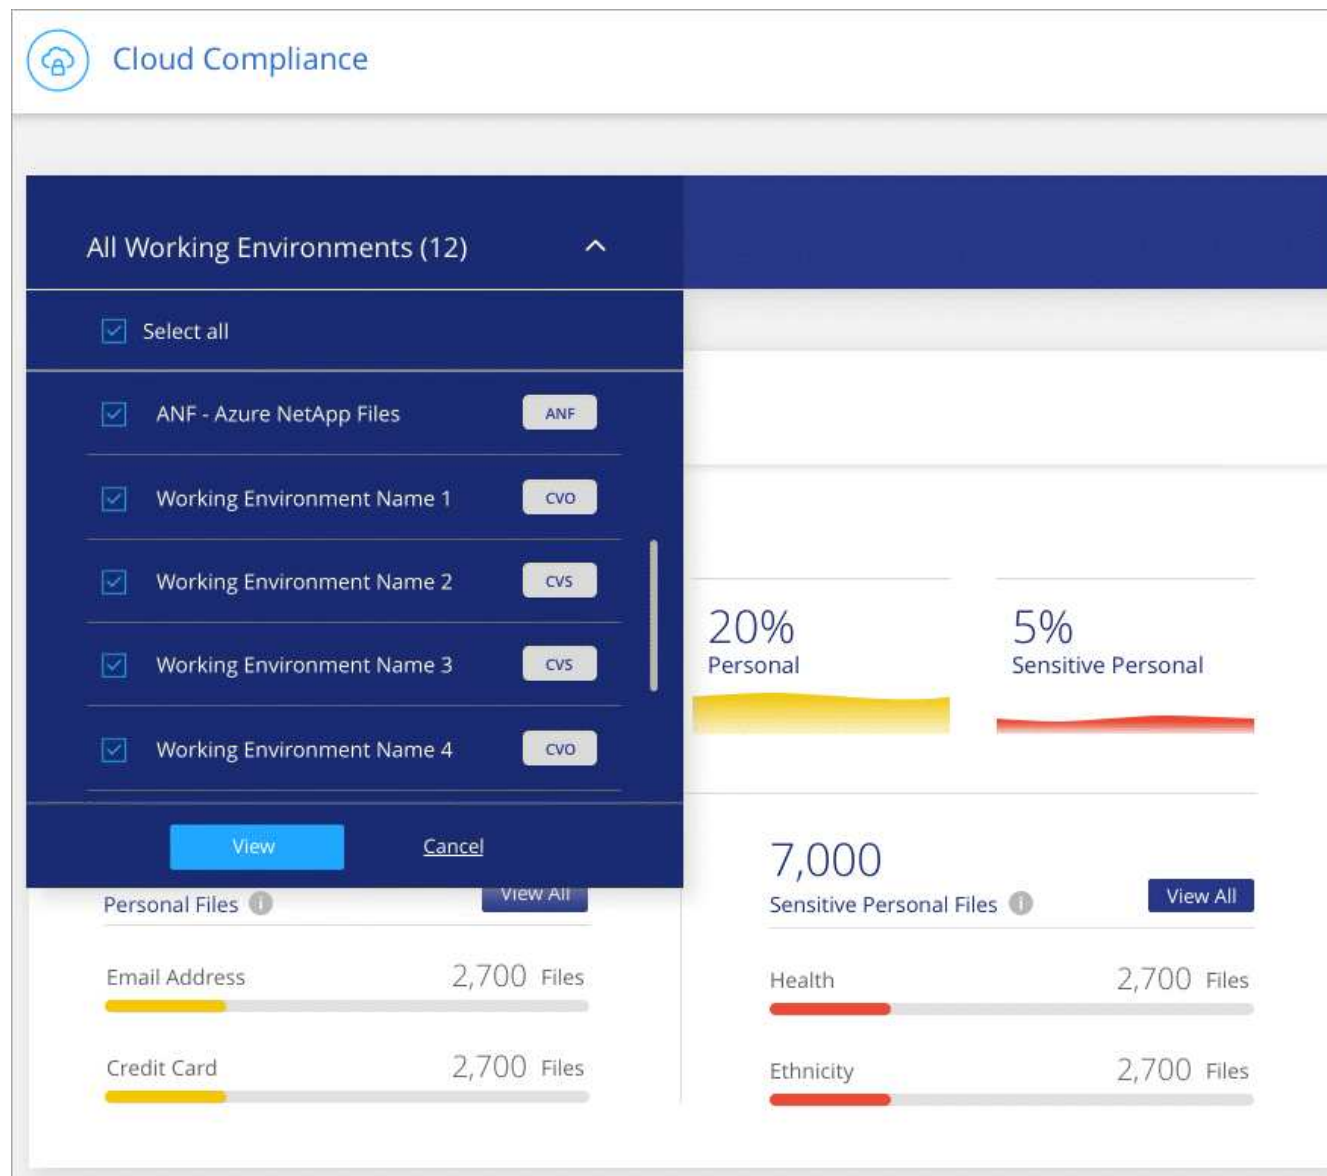 Cloud Compliance
All Working Environments (12)
Select all
ANF - Azure NetApp Files ANF
Working Environment Name 1 CVO
Working Environment Name 2 CVS
Working Environment Name 3 CVS
Working Environment Name 4 CVO
View Cancel
20%
Personal
5%
Sensitive Personal
Personal Files View All
Email Address 2,700 Files
Credit Card 2,700 Files
7,000
Sensitive Personal Files View All
Health 2,700 Files
Ethnicity 2,700 Files